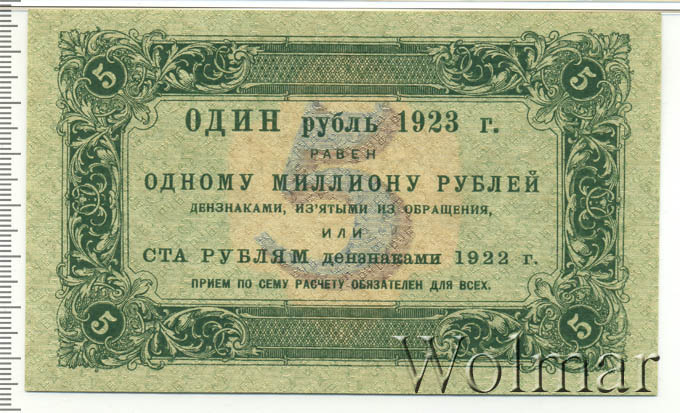 5 5
5
ОДИН рубль 1923 г.
РАВЕН
ОДНОМУ МИЛЛИОНУ РУБЛЕЙ
ДЕНЗНАКАМИ, ИЗ'ЯТЫМИ ИЗ ОБРАЩЕНИЯ,
ИЛИ
СТА РУБЛЯМ дензнаками 1922 г.
ПРИЕМ ПО СЕМУ РАСЧЕТУ ОБЯЗАТЕЛЕН ДЛЯ ВСЕХ.
5 5
Wolmar